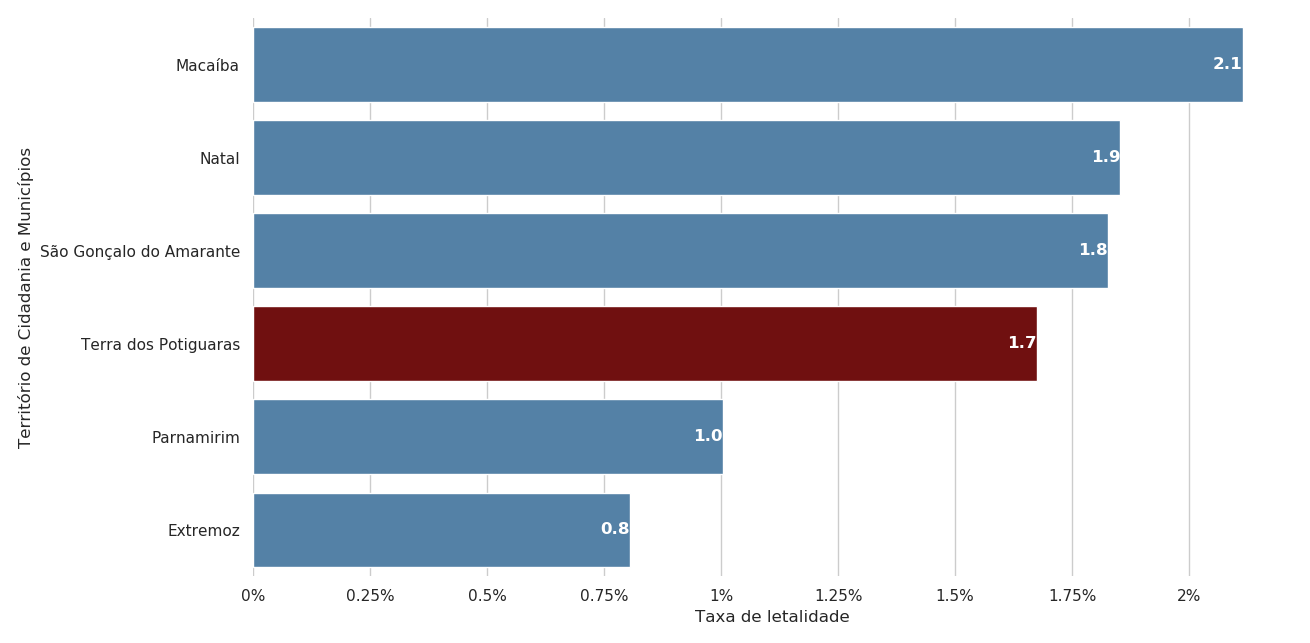 Território de Cidadania e Municípios
Macaíba 2.1
Natal 1.9
São Gonçalo do Amarante 1.8
Terra dos Potiguaras 1.7
Parnamirim 1.0
Extremoz 0.8
0% 0.25% 0.5% 0.75% 1% 1.25% 1.5% 1.75% 2%
Taxa de letalidade